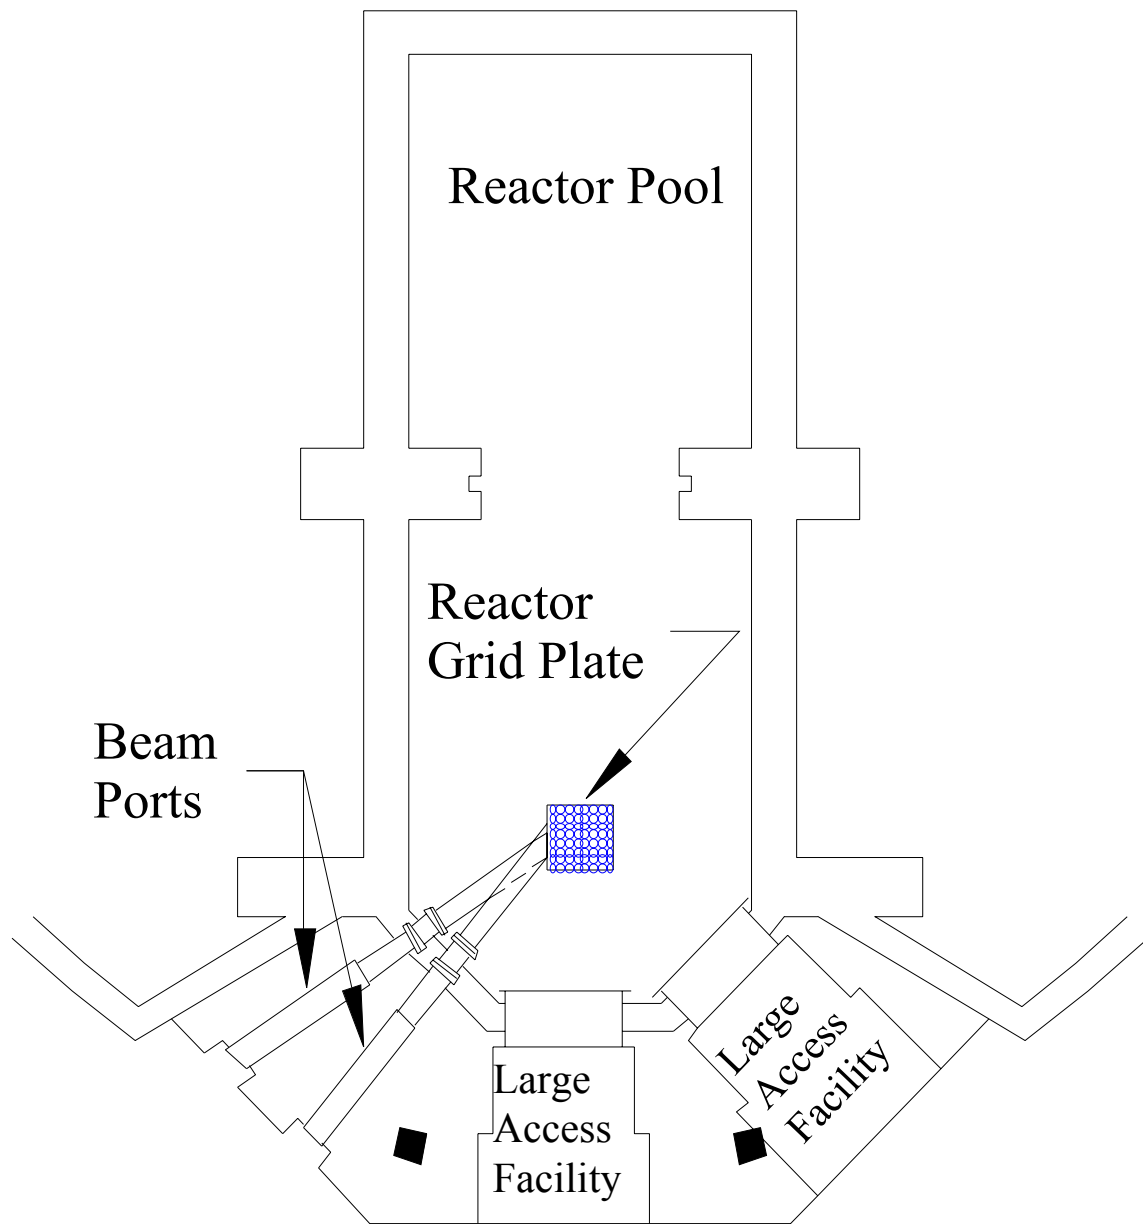 Reactor Pool
Reactor
Grid Plate
Beam
Ports
Large
Access
Facility
Large
Access
Facility